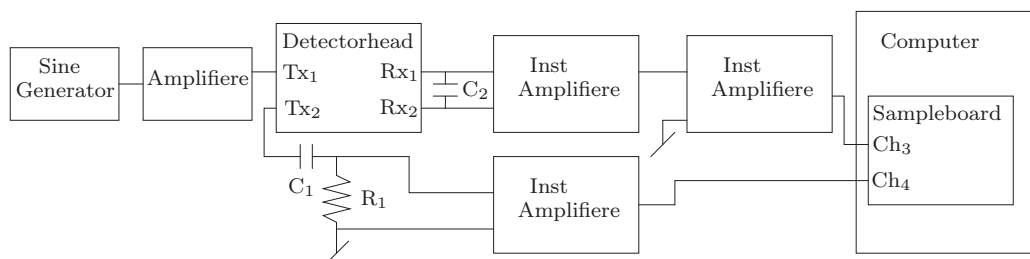 Sine
Generator
Amplifiere
Detectorhead
Tx1
Rx1
Tx2
Rx2
C2
C1
R1
Inst
Amplifiere
Inst
Amplifiere
Inst
Amplifiere
Computer
Sampleboard
Ch3
Ch4